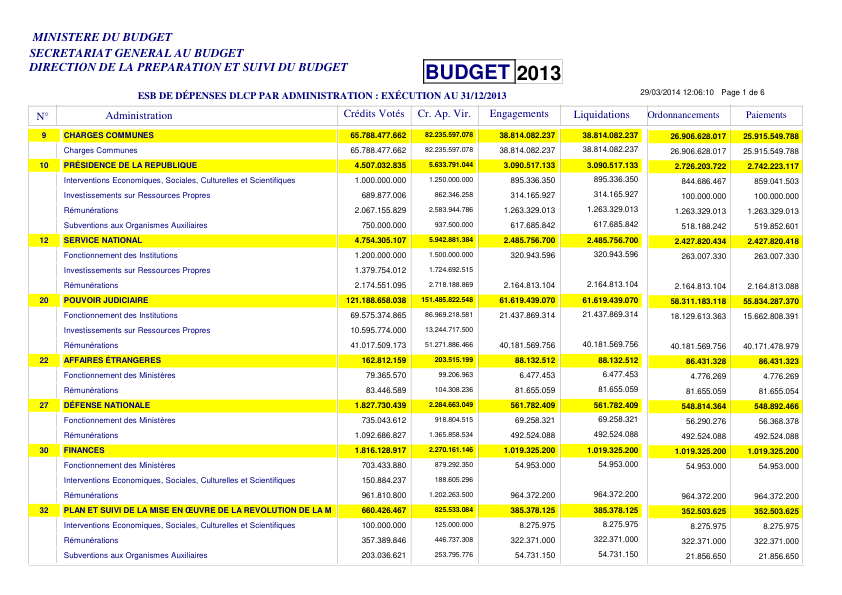 MINISTERE DU BUDGET
SECRETARIAT GENERAL AU BUDGET
DIRECTION DE LA PREPARATION ET SUIVI DU BUDGET
BUDGET 2013
ESB DE DÉPENSES DLCP PAR ADMINISTRATION : EXÉCUTION AU 31/12/2013
29/03/2014 12:06:10 Page 1 de 6
N° Administration Crédits Votés Cr. Ap. Vir. Engagements Liquidations Ordonnancements Paiements
9 CHARGES COMMUNES 65.788.477.662 82.235.597.078 38.814.082.237 38.814.082.237 26.906.628.017 25.915.549.788
Charges Communes 65.788.477.662 82.235.597.078 38.814.082.237 38.814.082.237 26.906.628.017 25.915.549.788
10 PRÉSIDENCE DE LA REPUBLIQUE 4.507.032.835 5.633.791.044 3.090.517.133 3.090.517.133 2.726.203.722 2.742.223.117
Interventions Economiques, Sociales, Culturelles et Scientifiques 1.000.000.000 1.250.000.000 895.336.350 895.336.350 844.686.467 859.041.503
Investissements sur Ressources Propres 689.877.006 862.346.258 314.165.927 314.165.927 100.000.000 100.000.000
Rémunérations 2.067.155.829 2.583.944.786 1.263.329.013 1.263.329.013 1.263.329.013 1.263.329.013
Subventions aux Organismes Auxiliaires 750.000.000 937.500.000 617.685.842 617.685.842 518.188.242 519.852.601
12 SERVICE NATIONAL 4.754.305.107 5.942.881.384 2.485.756.700 2.485.756.700 2.427.820.434 2.427.820.418
Fonctionnement des Institutions 1.200.000.000 1.500.000.000 320.943.596 320.943.596 263.007.330 263.007.330
Investissements sur Ressources Propres 1.379.754.012 1.724.692.515
Rémunérations 2.174.551.095 2.718.188.869 2.164.813.104 2.164.813.104 2.164.813.104 2.164.813.088
20 POUVOIR JUDICIAIRE 121.188.658.038 151.485.822.548 61.619.439.070 61.619.439.070 58.311.183.118 55.834.287.370
Fonctionnement des Institutions 69.575.374.865 86.969.218.581 21.437.869.314 21.437.869.314 18.129.613.363 15.662.808.391
Investissements sur Ressources Propres 10.595.774.000 13.244.717.500
Rémunérations 41.017.509.173 51.271.886.466 40.181.569.756 40.181.569.756 40.181.569.756 40.171.478.979
22 AFFAIRES ÉTRANGERES 162.812.159 203.515.199 88.132.512 88.132.512 86.431.328 86.431.323
Fonctionnement des Ministères 79.365.570 99.206.963 6.477.453 6.477.453 4.776.269 4.776.269
Rémunérations 83.446.589 104.308.236 81.655.059 81.655.059 81.655.059 81.655.054
27 DÉFENSE NATIONALE 1.827.730.439 2.284.663.049 561.782.409 561.782.409 548.814.364 548.892.466
Fonctionnement des Ministères 735.043.612 918.804.515 69.258.321 69.258.321 56.290.276 56.368.378
Rémunérations 1.092.686.827 1.365.858.534 492.524.088 492.524.088 492.524.088 492.524.088
30 FINANCES 1.816.128.917 2.270.161.146 1.019.325.200 1.019.325.200 1.019.325.200 1.019.325.200
Fonctionnement des Ministères 703.433.880 879.292.350 54.953.000 54.953.000 54.953.000 54.953.000
Interventions Economiques, Sociales, Culturelles et Scientifiques 150.884.237 188.605.296
Rémunérations 961.810.800 1.202.263.500 964.372.200 964.372.200 964.372.200 964.372.200
32 PLAN ET SUIVI DE LA MISE EN ŒUVRE DE LA REVOLUTION DE LA M 660.426.467 825.533.084 385.378.125 385.378.125 352.503.625 352.503.625
Interventions Economiques, Sociales, Culturelles et Scientifiques 100.000.000 125.000.000 8.275.975 8.275.975 8.275.975 8.275.975
Rémunérations 357.389.846 446.737.308 322.371.000 322.371.000 322.371.000 322.371.000
Subventions aux Organismes Auxiliaires 203.036.621 253.795.776 54.731.150 54.731.150 21.856.650 21.856.650